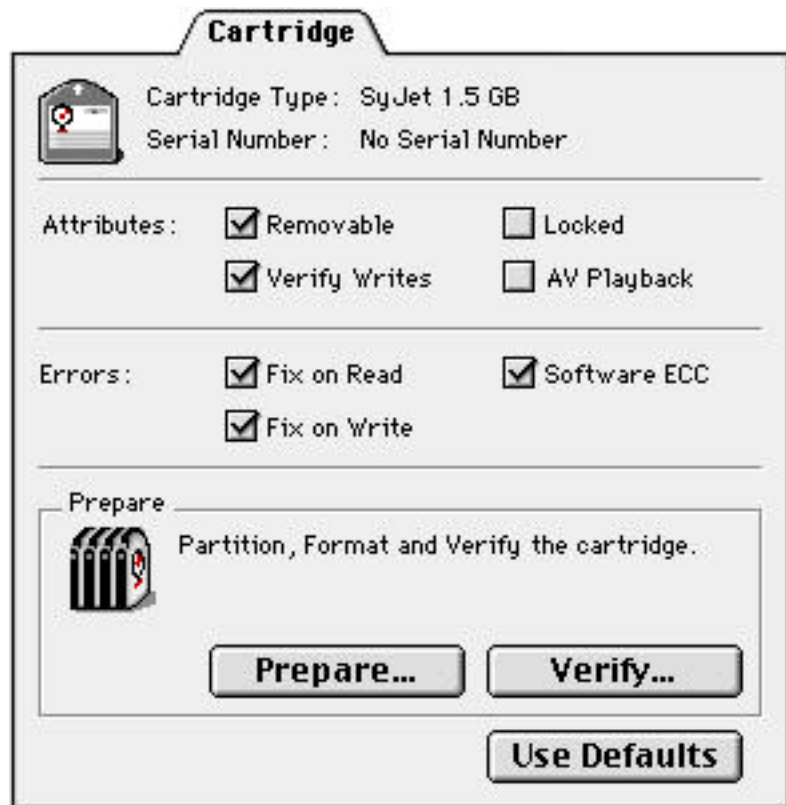 Cartridge
Cartridge Type: SyJet 1.5 GB
Serial Number: No Serial Number
Attributes: Removable Locked
Verify Writes AV Playback
Errors: Fix on Read Software ECC
Fix on Write
Prepare
Partition, Format and Verify the cartridge.
Prepare... Verify...
Use Defaults